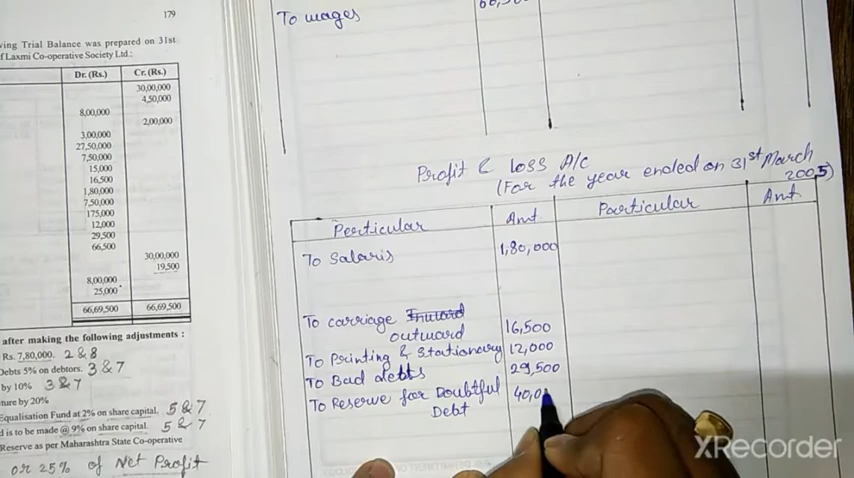 179
ving Trial Balance was prepared on 31st
f Laxmi Co-operative Society Ltd.:
Dr. (Rs.) Cr. (Rs.)
30,00,000
4,50,000
8,00,000
2,00,000
3,00,000
27,50,000
7,50,000
15,000
16,500
1,80,000
7,50,000
175,000
12,000
29,500
66,500
30,00,000
19,500
8,00,000
25,000
66,69,500 66,69,500
after making the following adjustments :
Rs. 7,80,000. 2 & 8
Debts 5% on debtors. 3 & 7
by 10% 3 & 7
ture by 20%
Equalisation Fund at 2% on share capital. 5 & 7
d is to be made @ 9% on share capital. 5 & 7
Reserve as per Maharashtra State Co-operative
or 25% of Net Profit
To wages
Profit & Loss A/c
(For the year ended on 31st March
2005)
Perticular Amt Particular Amt
To Salaris 1,80,000
To carriage Inward
outward 16,500
To Printing & Stationary 12,000
To Bad debts 29,500
To Reserve for Doubtful 40,0
Debt
XRecorder